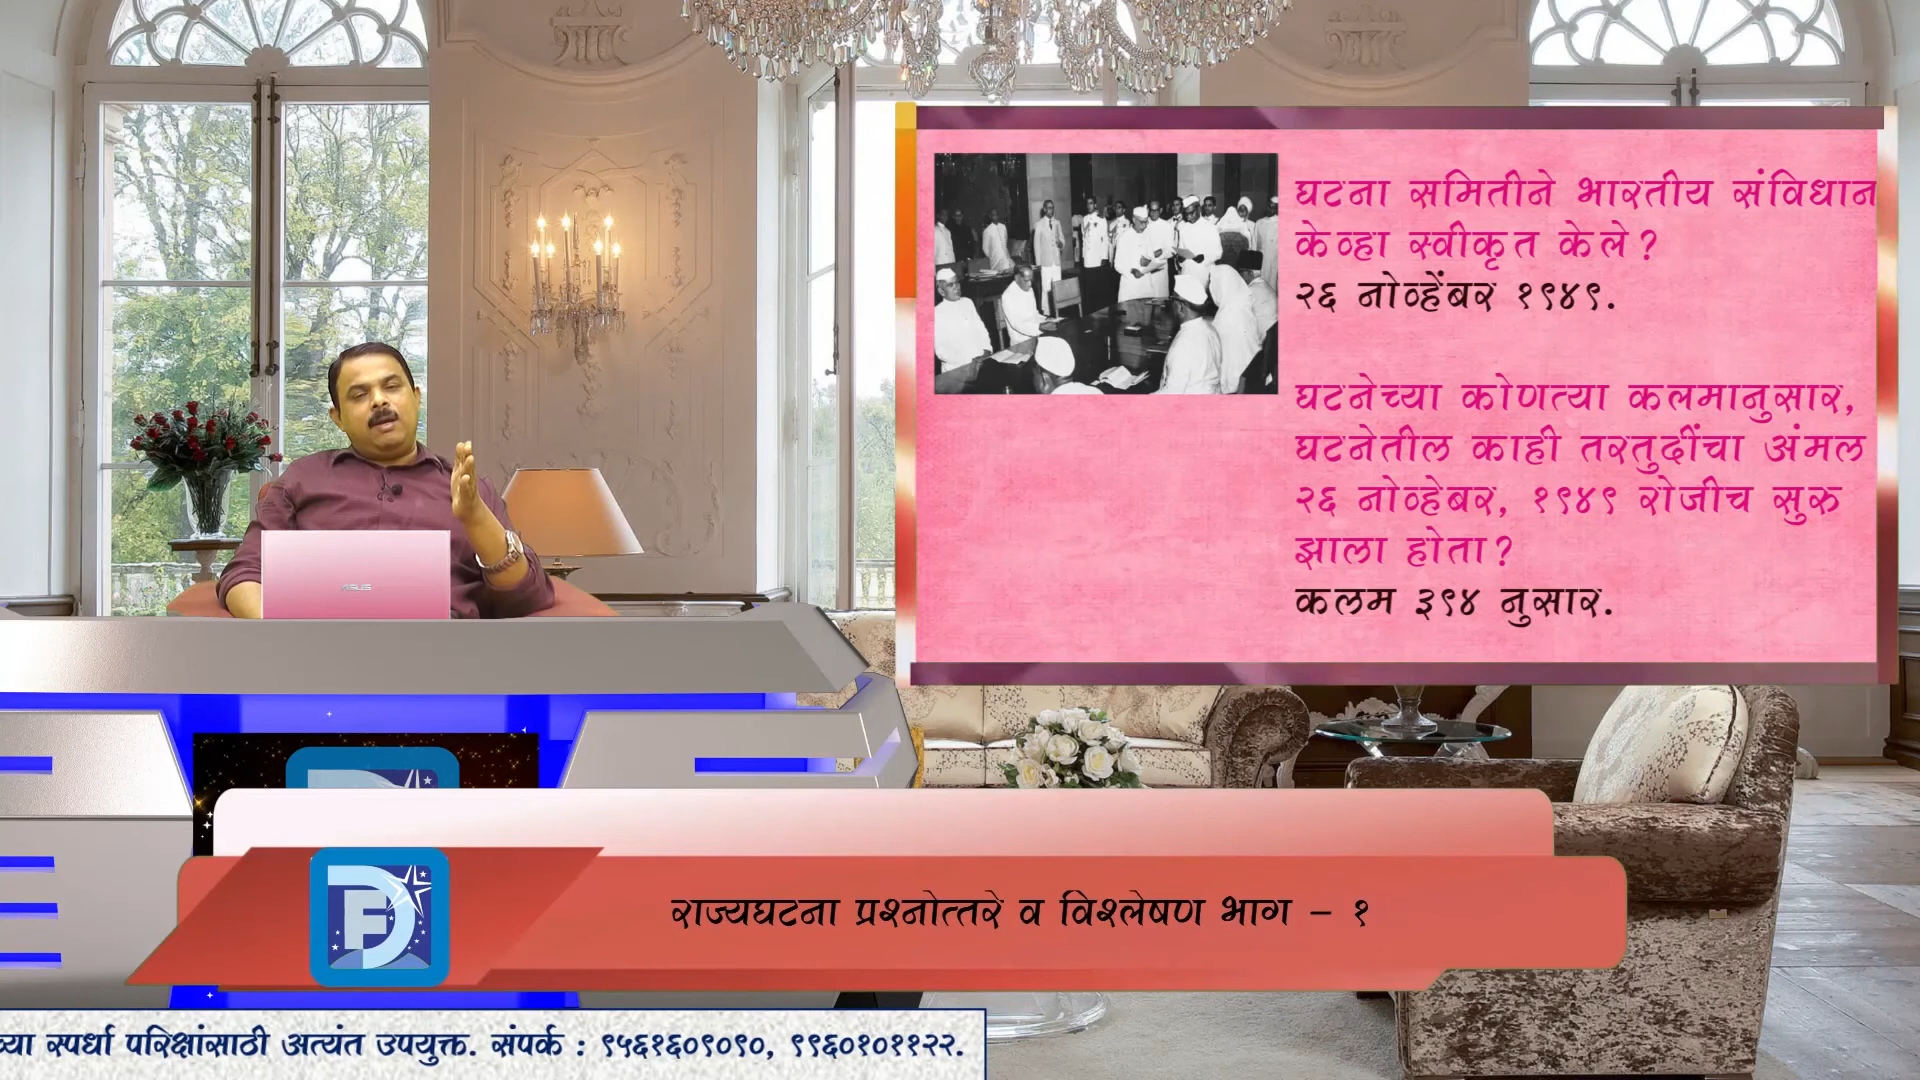 घटना समितीने भारतीय संविधान
केव्हा स्वीकृत केले?
२६ नोव्हेंबर १९४९.
घटनेच्या कोणत्या कलमानुसार,
घटनेतील काही तरतुदींचा अंमल
२६ नोव्हेबर, १९४९ रोजीच सुरु
झाला होता?
कलम ३९४ नुसार.
ASUS
राज्यघटना प्रश्नोत्तरे व विश्लेषण भाग – १
च्या स्पर्धा परिक्षांसाठी अत्यंत उपयुक्त. संपर्क : ९५६१६०९०९०, ९९६०१०११२२.